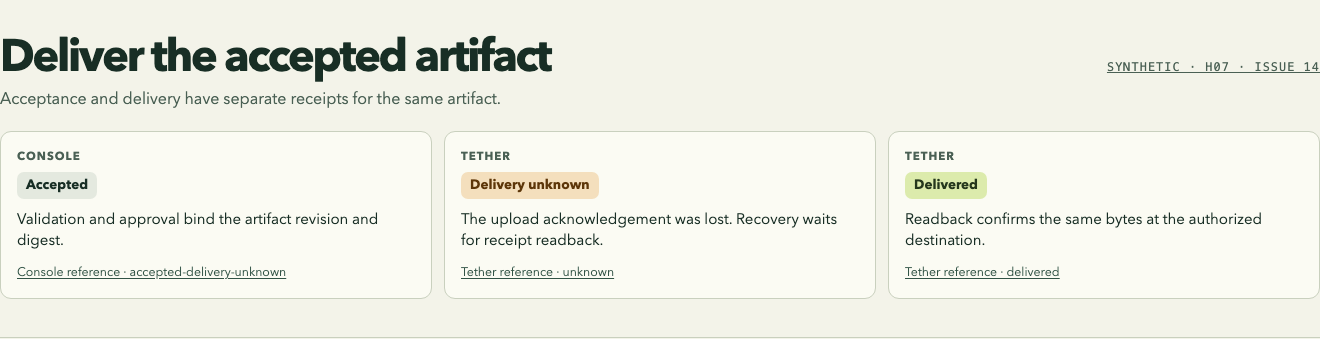 Deliver the accepted artifact
SYNTHETIC · H07 · ISSUE 14
Acceptance and delivery have separate receipts for the same artifact.
CONSOLE
Accepted
Validation and approval bind the artifact revision and
digest.
Console reference · accepted-delivery-unknown
TETHER
Delivery unknown
The upload acknowledgement was lost. Recovery waits
for receipt readback.
Tether reference · unknown
TETHER
Delivered
Readback confirms the same bytes at the authorized
destination.
Tether reference · delivered